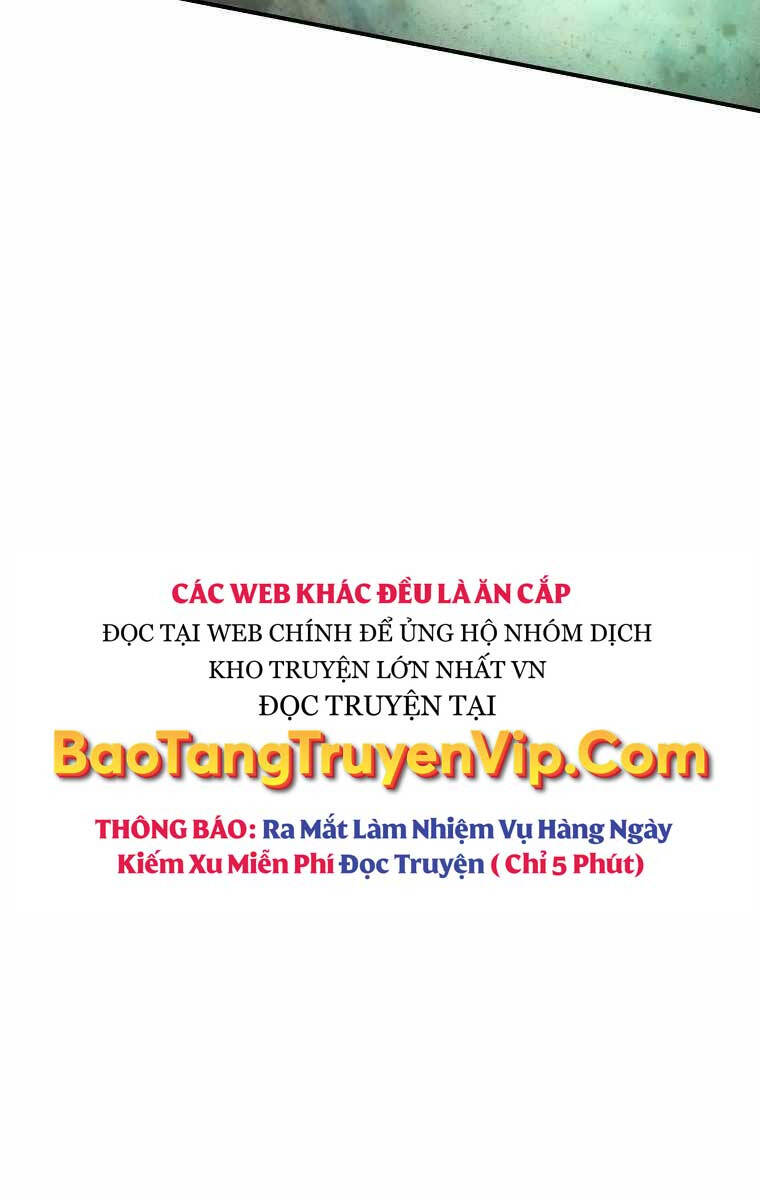 CÁC WEB KHÁC ĐỀU LÀ ĂN CẮP
ĐỌC TẠI WEB CHÍNH ĐỂ ỦNG HỘ NHÓM DỊCH
KHO TRUYỆN LỚN NHẤT VN
ĐỌC TRUYỆN TẠI
BaoTangTruyenVip.Com
THÔNG BÁO: Ra Mắt Làm Nhiệm Vụ Hàng Ngày
Kiếm Xu Miễn Phí Đọc Truyện ( Chỉ 5 Phút)